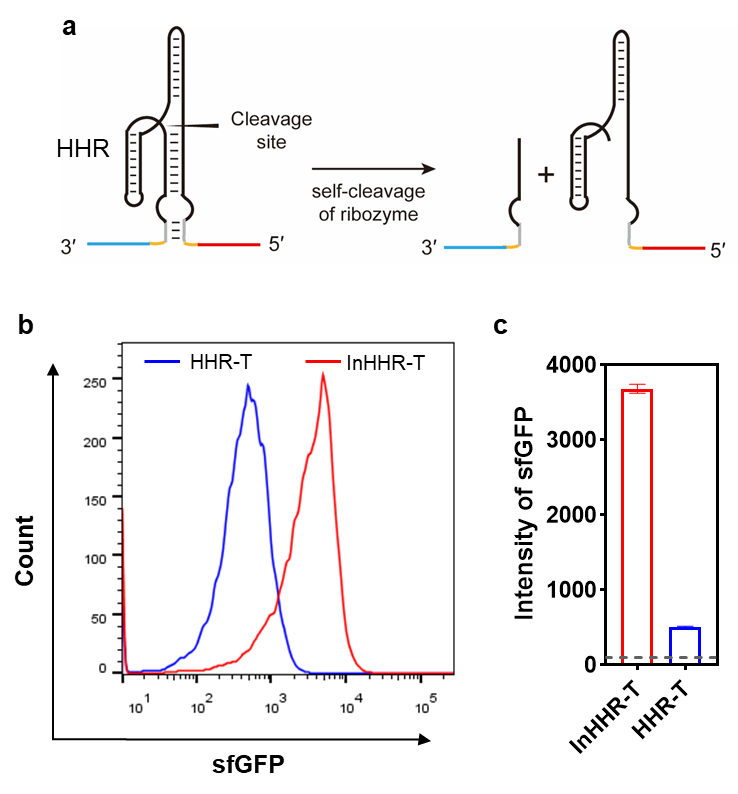 a
HHR
Cleavage
site
3′
5′
self-cleavage
of ribozyme
+
3′
5′
b
HHR-T
InHHR-T
250
200
150
100
50
0
Count
10¹
10²
10³
10⁴
10⁵
sfGFP
c
4000
3000
2000
1000
0
Intensity of sfGFP
InHHR-T
HHR-T